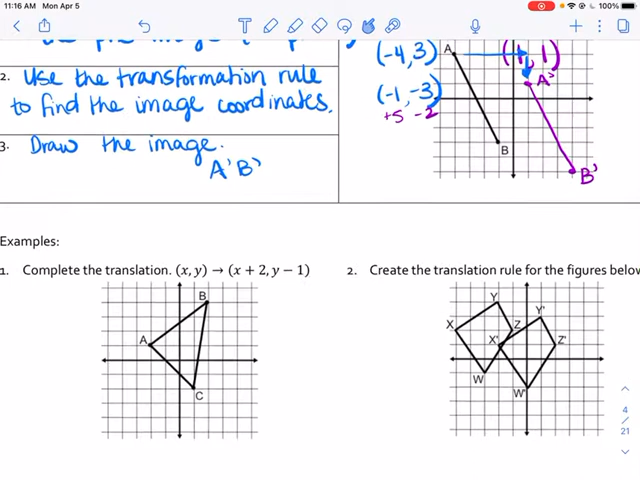 11:16 AM Mon Apr 5
100%
(-4, 3) A (1, 1)
A'
2. Use the transformation rule
to find the image coordinates.
(-1, -3)
+5 -2
3. Draw the image.
A'B'
B
B'
Examples:
1. Complete the translation. (x, y) → (x + 2, y − 1)
2. Create the translation rule for the figures below
B
A
C
Y
X
Z
Y'
X'
Z'
W
W'
4
/
21